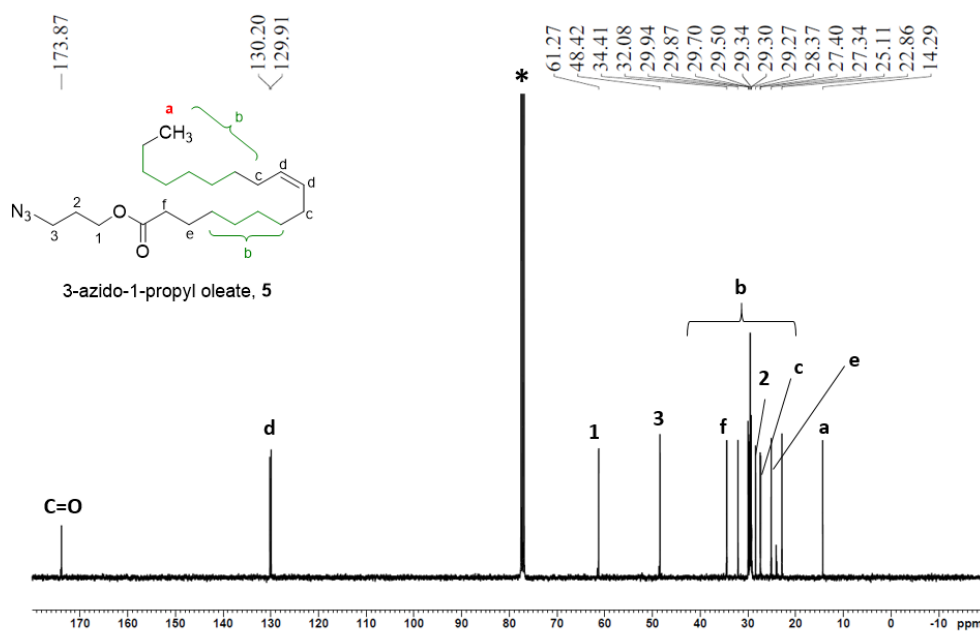 −173.87
130.20
129.91
61.27
48.42
34.41
32.08
29.94
29.87
29.70
29.50
29.34
29.30
29.27
28.37
27.40
27.34
25.11
22.86
14.29
*
a
b
CH3
d
c
d
2
f
N3
O
c
3
1
e
O
b
3-azido-1-propyl oleate, 5
b
2
c
e
d
1
3
f
a
C=O
170 160 150 140 130 120 110 100 90 80 70 60 50 40 30 20 10 0 -10 ppm